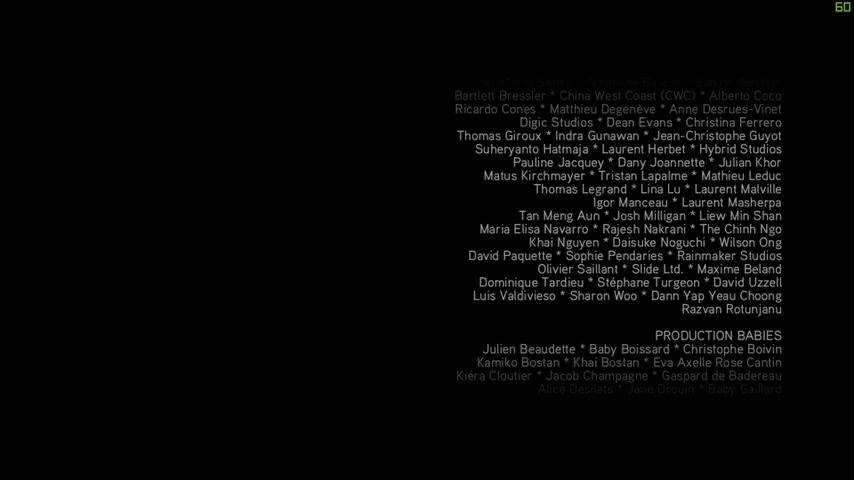 60
Bartlett Bressler * China West Coast (CWC) * Alberto Coco
Ricardo Cones * Matthieu Degenève * Anne Desrues-Vinet
Digic Studios * Dean Evans * Christina Ferrero
Thomas Giroux * Indra Gunawan * Jean-Christophe Guyot
Suheryanto Hatmaja * Laurent Herbet * Hybrid Studios
Pauline Jacquey * Dany Joannette * Julian Khor
Matus Kirchmayer * Tristan Lapalme * Mathieu Leduc
Thomas Legrand * Lina Lu * Laurent Malville
Igor Manceau * Laurent Masherpa
Tan Meng Aun * Josh Milligan * Liew Min Shan
Maria Elisa Navarro * Rajesh Nakrani * The Chinh Ngo
Khai Nguyen * Daisuke Noguchi * Wilson Ong
David Paquette * Sophie Pendaries * Rainmaker Studios
Olivier Saillant * Slide Ltd. * Maxime Beland
Dominique Tardieu * Stéphane Turgeon * David Uzzell
Luis Valdivieso * Sharon Woo * Dann Yap Yeau Choong
Razvan Rotunjanu
PRODUCTION BABIES
Julien Beaudette * Baby Boissard * Christophe Boivin
Kamiko Bostan * Khai Bostan * Eva Axelle Rose Cantin
Kiéra Cloutier * Jacob Champagne * Gaspard de Badereau
Alice Desilets * Jane Drouin * Baby Gaillard